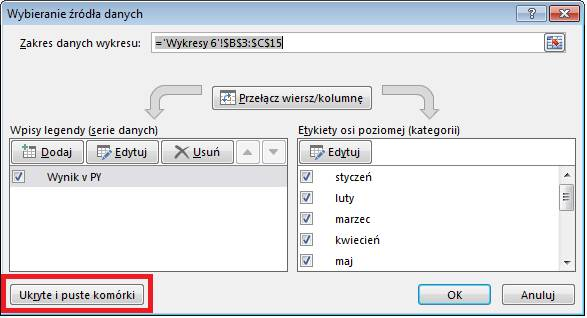 Wybieranie źródła danych
Zakres danych wykresu: ='Wykresy 6'!$B$3:$C$15
Przełącz wiersz/kolumnę
Wpisy legendy (serie danych)
Dodaj Edytuj Usuń
Wynik v PY
Etykiety osi poziomej (kategorii)
Edytuj
styczeń
luty
marzec
kwiecień
maj
Ukryte i puste komórki
OK Anuluj